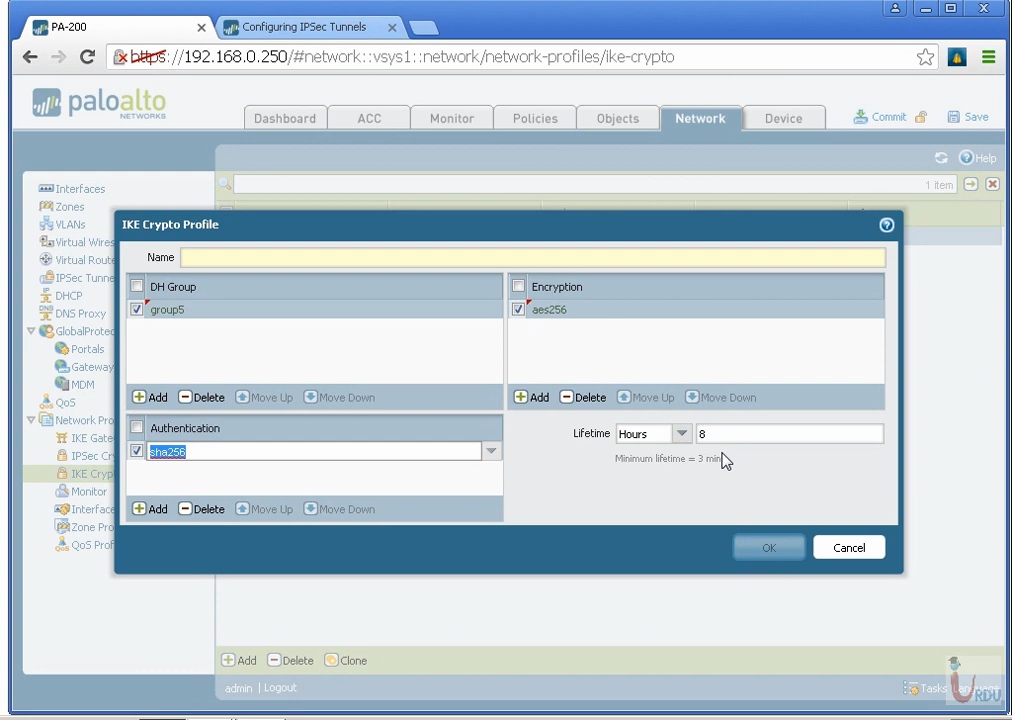 PA-200
Configuring IPSec Tunnels
https://192.168.0.250/#network::vsys1::network/network-profiles/ike-crypto
paloalto
NETWORKS
Dashboard
ACC
Monitor
Policies
Objects
Network
Device
Commit
Save
Help
1 item
Interfaces
Zones
VLANs
Virtual Wires
Virtual Route
IPSec Tunne
DHCP
DNS Proxy
GlobalProtec
Portals
Gateway
MDM
QoS
Network Pro
IKE Gate
IPSec Cr
IKE Cryp
Monitor
Interface
Zone Pro
QoS Prof
IKE Crypto Profile
Name
DH Group
group5
Add Delete Move Up Move Down
Encryption
aes256
Add Delete Move Up Move Down
Authentication
sha256
Add Delete Move Up Move Down
Lifetime Hours 8
Minimum lifetime = 3 min
OK
Cancel
Add Delete Clone
admin | Logout
Tasks
URDU